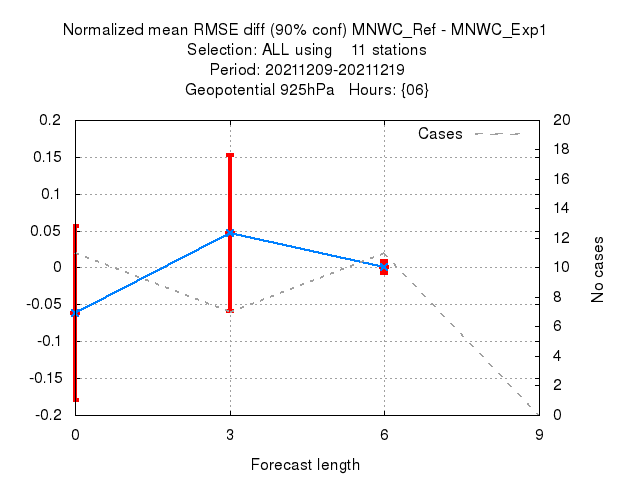 Normalized mean RMSE diff (90% conf) MNWC_Ref - MNWC_Exp1
Selection: ALL using    11 stations
Period: 20211209-20211219
Geopotential 925hPa   Hours: {06}
Cases
0.2
0.15
0.1
0.05
0
-0.05
-0.1
-0.15
-0.2
20
18
16
14
12
10
8
6
4
2
0
No cases
0 3 6 9
Forecast length